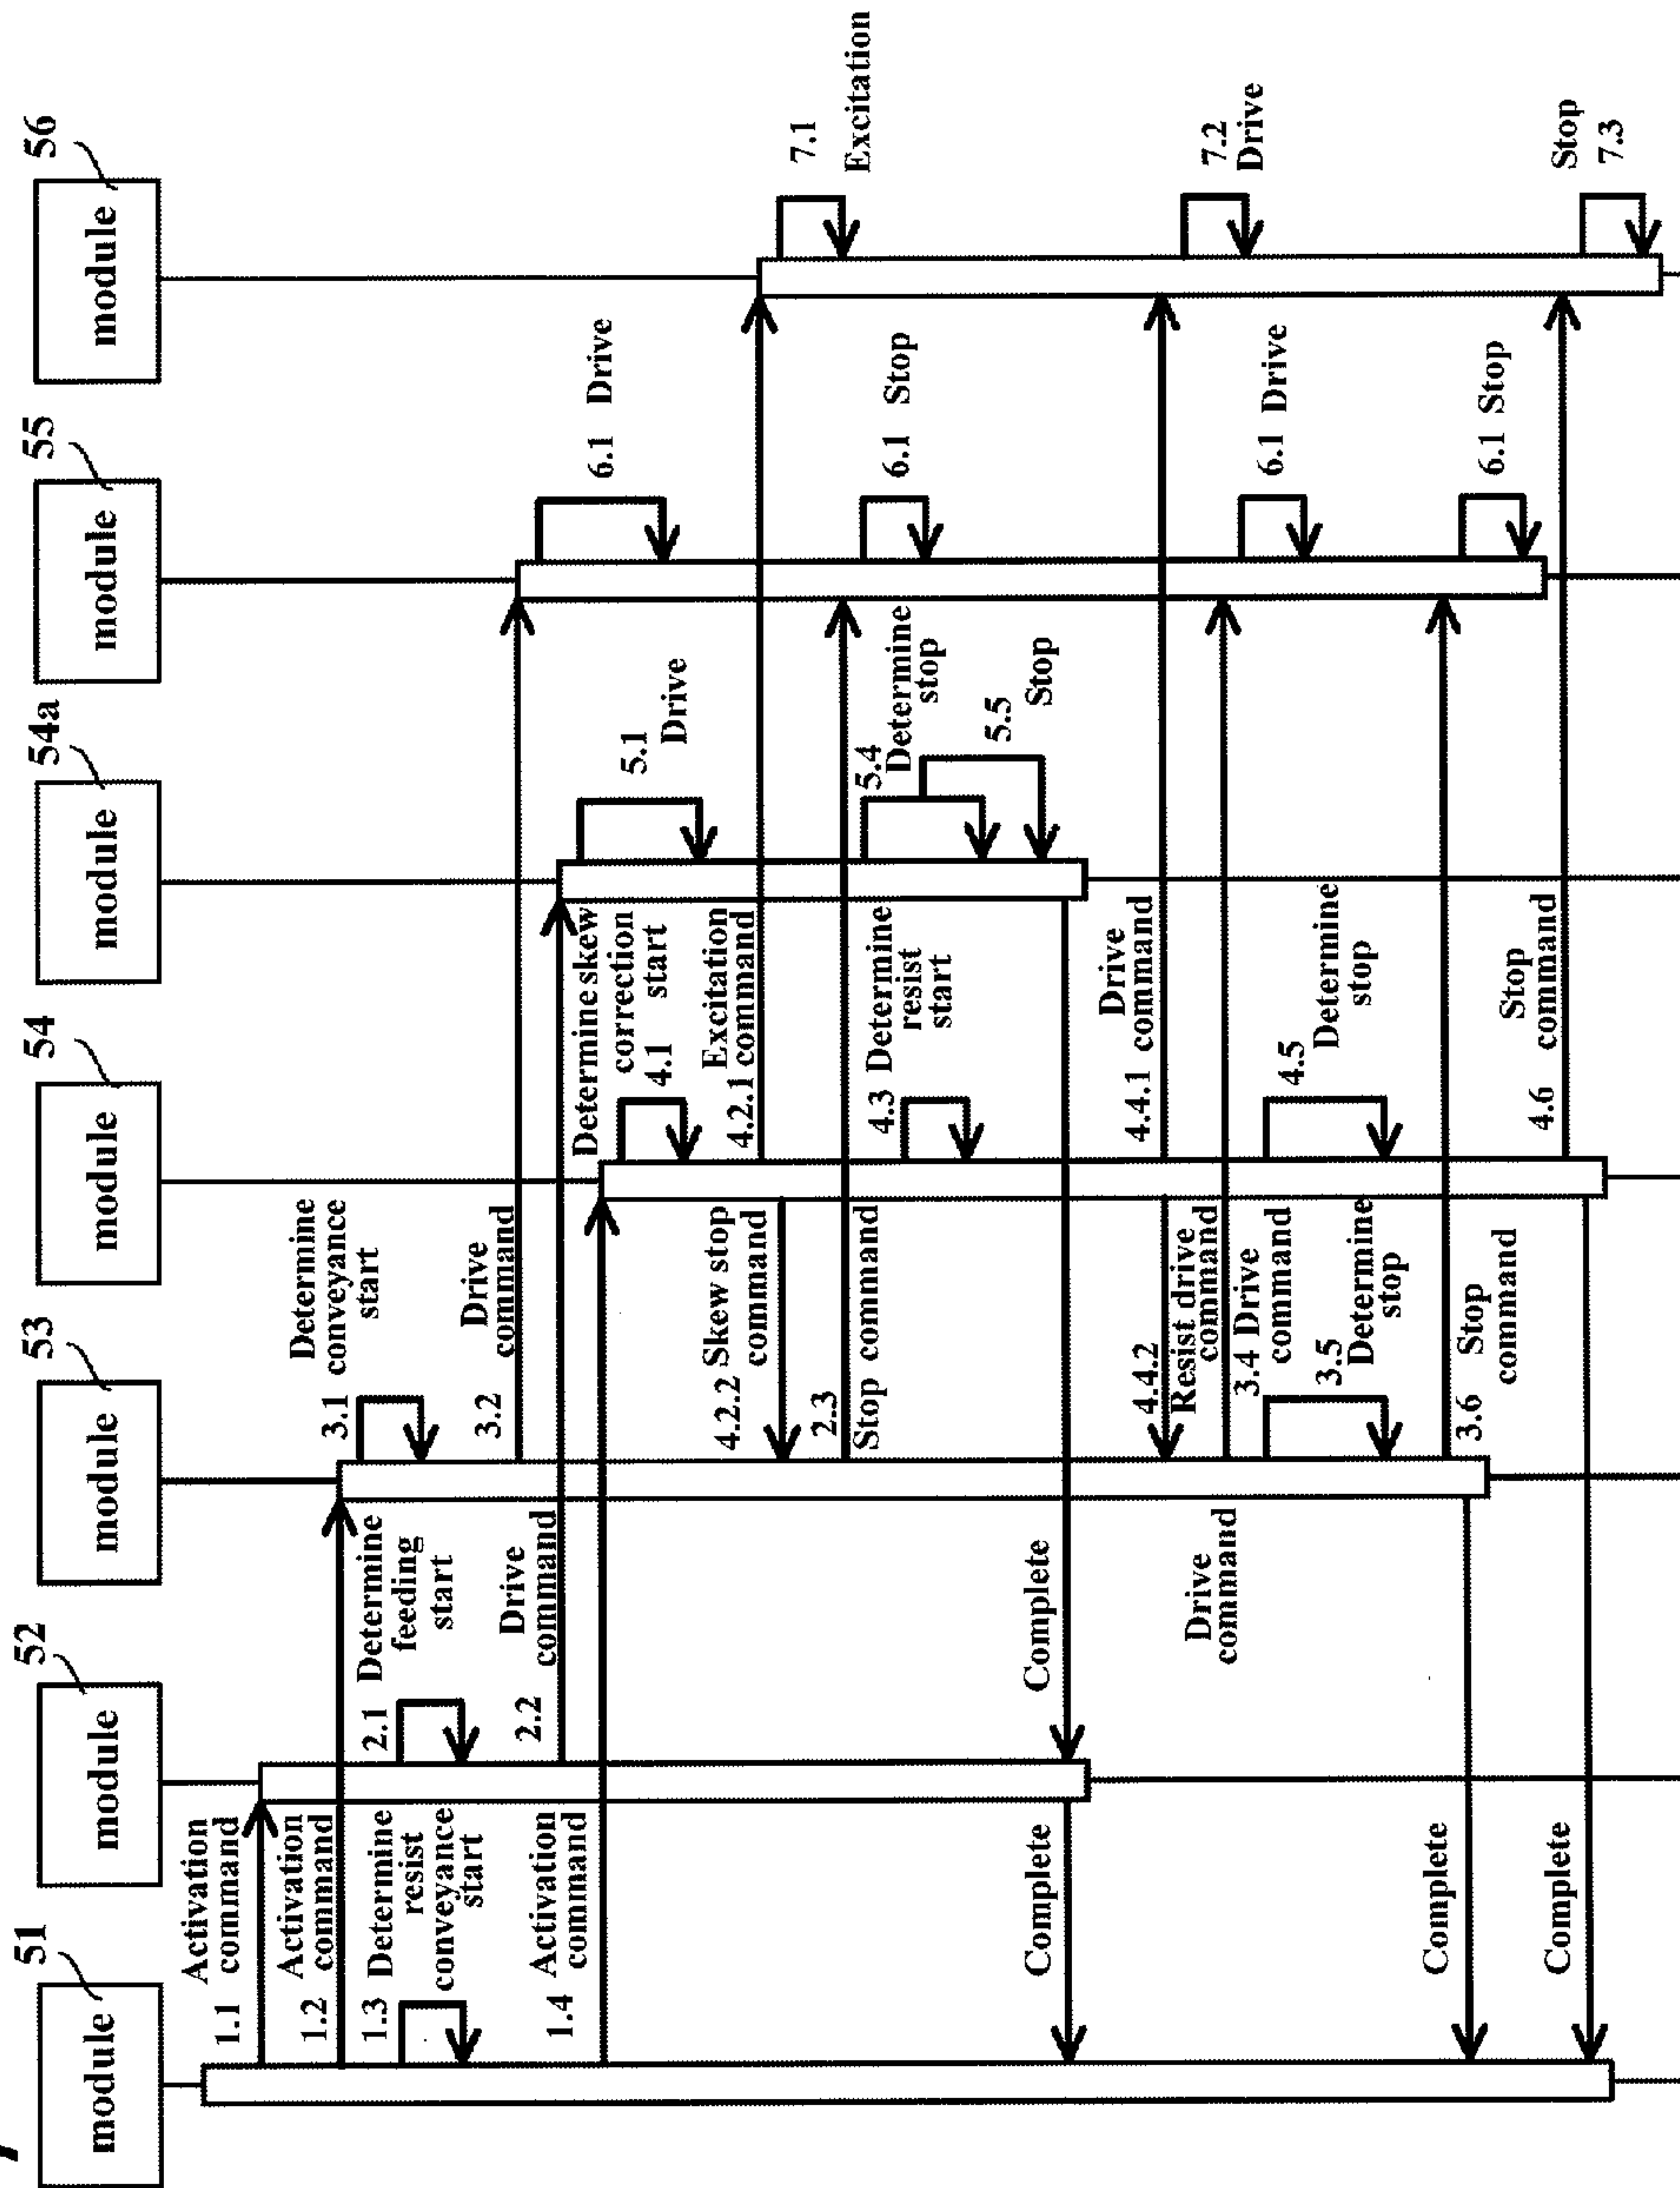 51
module
52
module
53
module
54
module
54a
module
55
module
56
module
1.1 Activation
command
1.2 Activation
command
1.3 Determine
resist
conveyance
start
1.4 Activation
command
2.1 Determine
feeding
start
2.2 Drive
command
3.1 Determine
conveyance
start
3.2 Drive
command
Determine skew
correction
4.1 start
Excitation
4.2.1 command
4.2.2 Skew stop
command
2.3
Stop command
4.3 Determine
resist
start
5.1
Drive
5.4
Determine
stop
5.5
Stop
6.1 Drive
6.1 Stop
7.1
Excitation
Complete
Complete
Drive
4.4.1 command
4.4.2
Resist drive
command
3.4 Drive
command
Drive
command
3.5
Determine
stop
4.5
Determine
stop
6.1 Drive
7.2
Drive
3.6 Stop
command
6.1 Stop
Complete
Stop
4.6 command
Complete
Stop
7.3